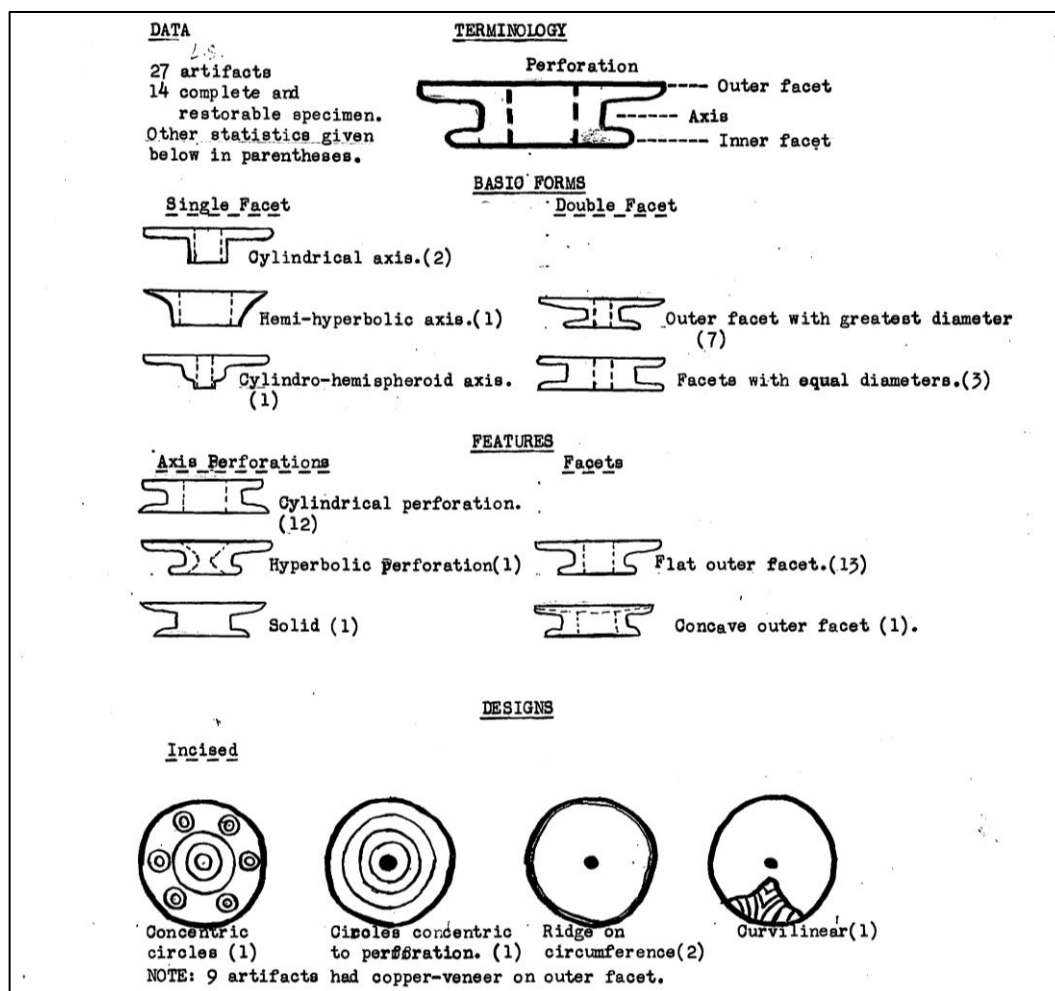 DATA
L.S.
27 artifacts
14 complete and
restorable specimen.
Other statistics given
below in parentheses.
TERMINOLOGY
Perforation
Outer facet
Axis
Inner facet
BASIC FORMS
Single Facet
Cylindrical axis.(2)
Hemi-hyperbolic axis.(1)
Cylindro-hemispheroid axis.
(1)
Double Facet
Outer facet with greatest diameter
(7)
Facets with equal diameters.(3)
FEATURES
Axis Perforations
Cylindrical perforation.
(12)
Hyperbolic perforation(1)
Solid (1)
Facets
Flat outer facet.(13)
Concave outer facet (1).
DESIGNS
Incised
Concentric
circles (1)
Circles concentric
to perforation. (1)
Ridge on
circumference(2)
Curvilinear(1)
NOTE: 9 artifacts had copper-veneer on outer facet.